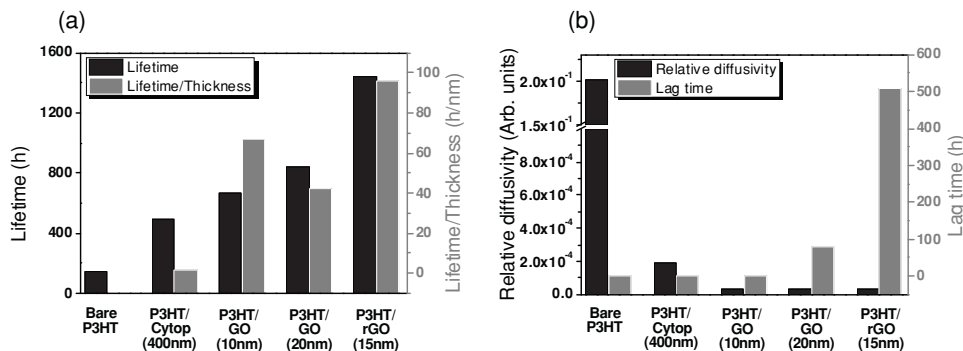 (a)
Lifetime (h)
1600
1200
800
400
0
Lifetime
Lifetime/Thickness
100
80
60
40
20
0
Lifetime/Thickness (h/nm)
Bare
P3HT
P3HT/
Cytop
(400nm)
P3HT/
GO
(10nm)
P3HT/
GO
(20nm)
P3HT/
rGO
(15nm)
(b)
Relative diffusivity (Arb. units)
2.0x10⁻¹
1.5x10⁻¹
8.0x10⁻⁴
6.0x10⁻⁴
4.0x10⁻⁴
2.0x10⁻⁴
0.0
Relative diffusivity
Lag time
600
500
400
300
200
100
0
Lag time (h)
Bare
P3HT
P3HT/
Cytop
(400nm)
P3HT/
GO
(10nm)
P3HT/
GO
(20nm)
P3HT/
rGO
(15nm)